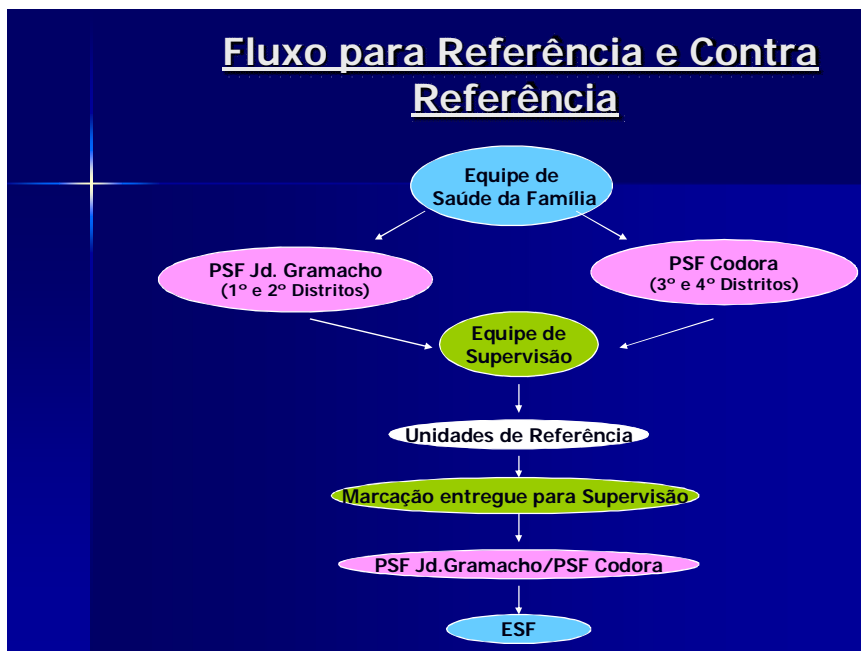 Fluxo para Referência e Contra
Referência
Equipe de
Saúde da Família
PSF Jd. Gramacho
(1º e 2º Distritos)
PSF Codora
(3º e 4º Distritos)
Equipe de
Supervisão
Unidades de Referência
Marcação entregue para Supervisão
PSF Jd.Gramacho/PSF Codora
ESF